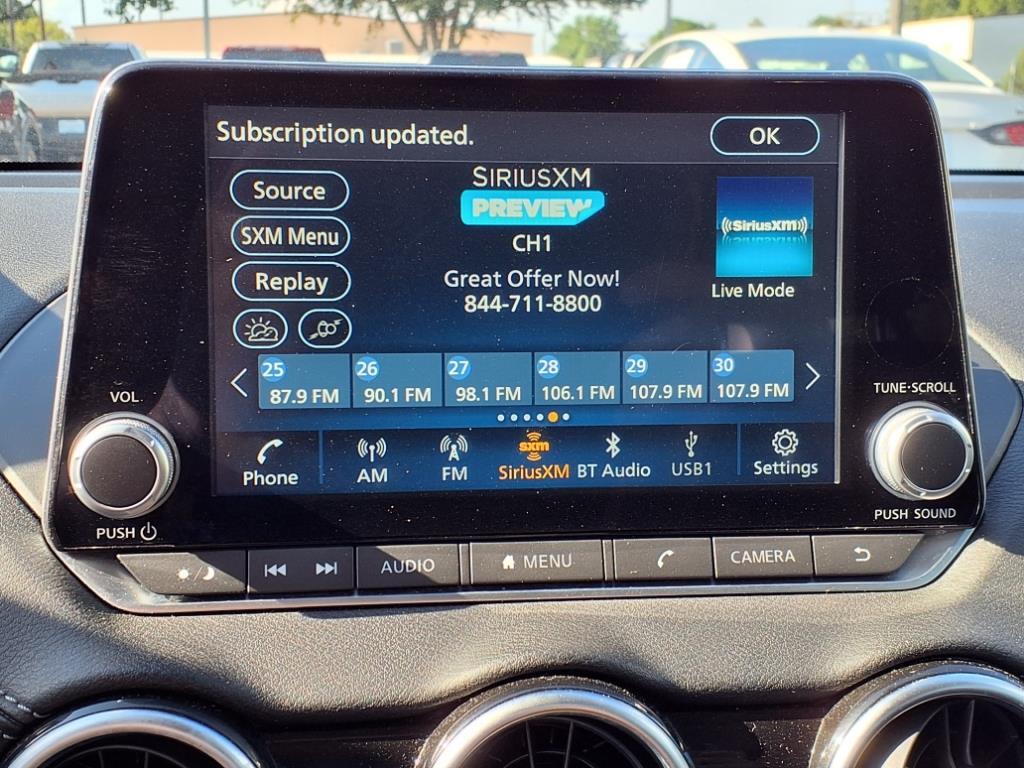 Subscription updated.
OK
Source
SXM Menu
Replay
SIRIUSXM
PREVIEW
CH1
Great Offer Now!
844-711-8800
((SiriusXM))
Live Mode
25 26 27 28 29 30
87.9 FM 90.1 FM 98.1 FM 106.1 FM 107.9 FM 107.9 FM
VOL
TUNE·SCROLL
sxm
Phone AM FM SiriusXM BT Audio USB1 Settings
PUSH
PUSH SOUND
AUDIO MENU CAMERA